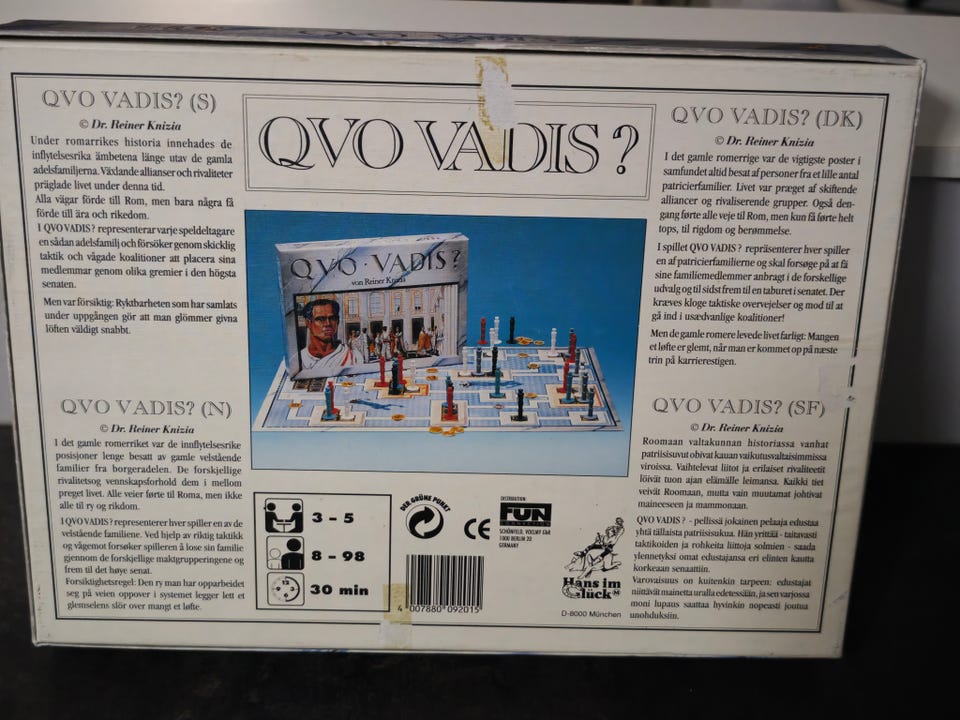 QVO VADIS?
QVO VADIS? (S)
© Dr. Reiner Knizia
Under romarrikes historia innehades de
inflytelsesrika ämbetena länge utav de gamla
adelsfamiljerna. Växlande allianser och rivaliteter
präglade livet under denna tid.
Alla vägar förde till Rom, men bara några få
förde till ära och rikedom.
I QVO VADIS? representerar varje speldeltagare
en sådan adelsfamilj och försöker genom skicklig
taktik och vågade koalitioner att placera sina
medlemmar genom olika gremier i den högsta
senaten.
Men var försiktig: Ryktbarheten som har samlats
under uppgången gör att man glömmer givna
löften väldigt snabbt.
QVO VADIS? (N)
© Dr. Reiner Knizia
I det gamle romerriket var de innflytelsesrike
posisjoner lenge besatt av gamle velstående
familier fra borgeradelen. De forskjellige
rivalitetsog vennskapsforhold dem i mellom
preget livet. Alle veier førte til Roma, men ikke
alle til ry og rikdom.
I QVO VADIS? representerer hver spiller en av de
velstående familiene. Ved hjelp av riktig taktikk
og vågemot forsøker spilleren å lose sin familie
gjennom de forskjellige maktgrupperingene og
frem til det høye senat.
Forsiktighetsregel: Den ry man har opparbeidet
seg på veien oppover i systemet legger lett et
glemselens slør over mangt et løfte.
QVO VADIS?
QVO · VADIS?
von Reiner Knizia
3 - 5
8 - 98
30 min
DER GRÜNE PUNKT
CE
DISTRIBUTION:
FUN
CONNECTION
SCHÖNFELD, VOELMY GbR
1000 BERLIN 20
GERMANY
4 007880 092015
Hans im
Glück
D-8000 München
QVO VADIS? (DK)
© Dr. Reiner Knizia
I det gamle romerrige var de vigtigste poster i
samfundet altid besat af personer fra et lille antal
patricierfamilier. Livet var præget af skiftende
alliancer og rivaliserende grupper. Også den-
gang førte alle veje til Rom, men kun få førte helt
tops, til rigdom og berømmelse.
I spillet QVO VADIS? repräsenterer hver spiller
en af patricierfamilierne og skal forsøge på at få
sine familiemedlemmer anbragt i de forskellige
udvalg og til sidst frem til en taburet i senatet. Der
kræves kloge taktiske overvejelser og mod til at
gå ind i usædvanlige koalitioner!
Men de gamle romere levede livet farligt: Mangen
et løfte er glemt, når man er kommet op på næste
trin på karrierestigen.
QVO VADIS? (SF)
© Dr. Reiner Knizia
Roomaan valtakunnan historiassa vanhat
patriisisuvut obivat kauan vaikutusvaltaisimmissa
viroissa. Vaihtelevat liitot ja erilaiset rivaliteetit
löivät tuon ajan elämälle leimansa. Kaikki tiet
veivät Roomaan, mutta vain muutamat johtivat
maineeseen ja mammonaan.
QVO VADIS? - pelissä jokainen pelaaja edustaa
yhtä tällaista patriisisukua. Hän yrittää - taitavasti
taktikoiden ja rohkeita liittoja solmien - saada
ylennetyksi omat edustajansa eri elinten kautta
korkeaan senaattiin.
Varovaisuus on kuitenkin tarpeen: edustajat
niittävät mainetta uralla edetessään, ja sen varjossa
moni lupaus saattaa hyvinkin nopeasti joutua
unohduksiin.